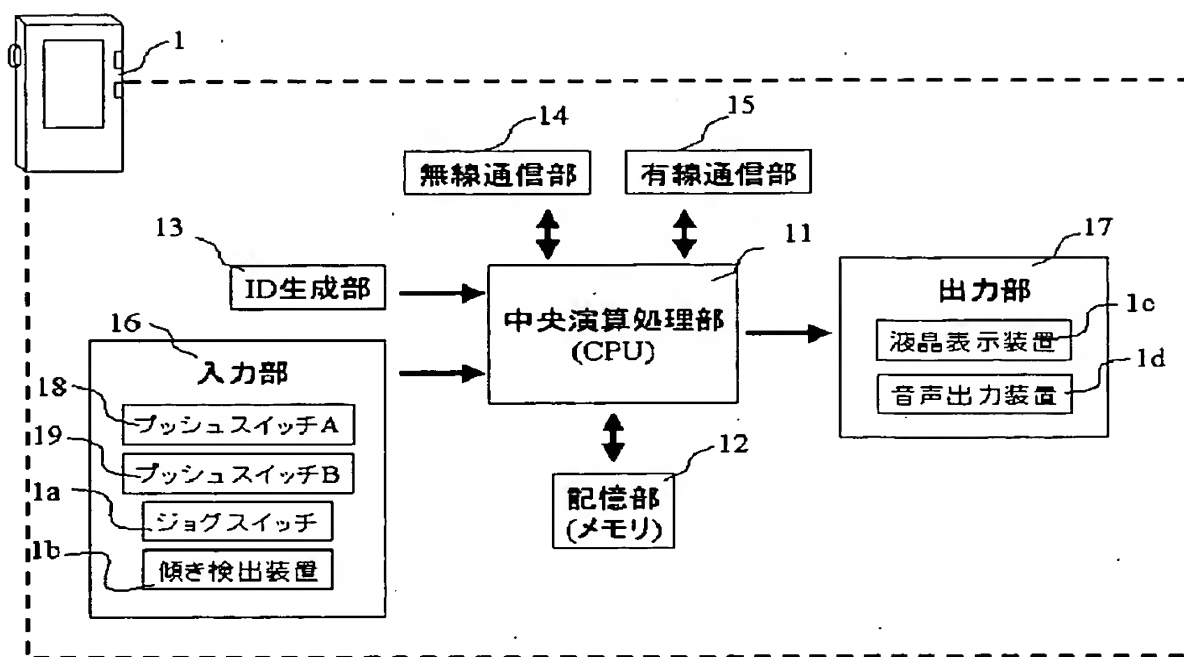 1
14
15
無線通信部
有線通信部
13
ID生成部
11
中央演算処理部
(CPU)
17
出力部
液晶表示装置
1c
音声出力装置
1d
16
入力部
18
プッシュスイッチA
19
プッシュスイッチB
1a
ジョグスイッチ
1b
傾き検出装置
12
記憶部
(メモリ)